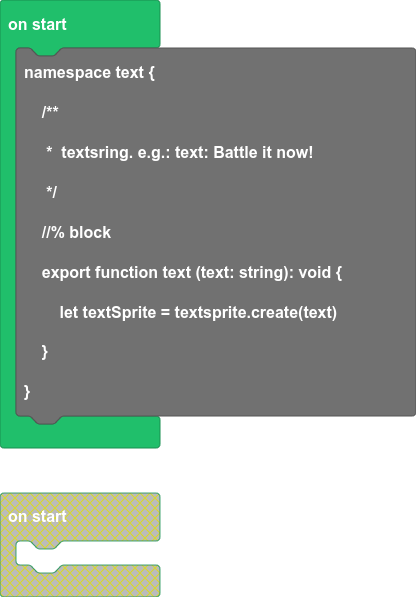 on start
namespace text {
/**
* textsring. e.g.: text: Battle it now!
*/
//% block
export function text (text: string): void {
let textSprite = textsprite.create(text)
}
}
on start